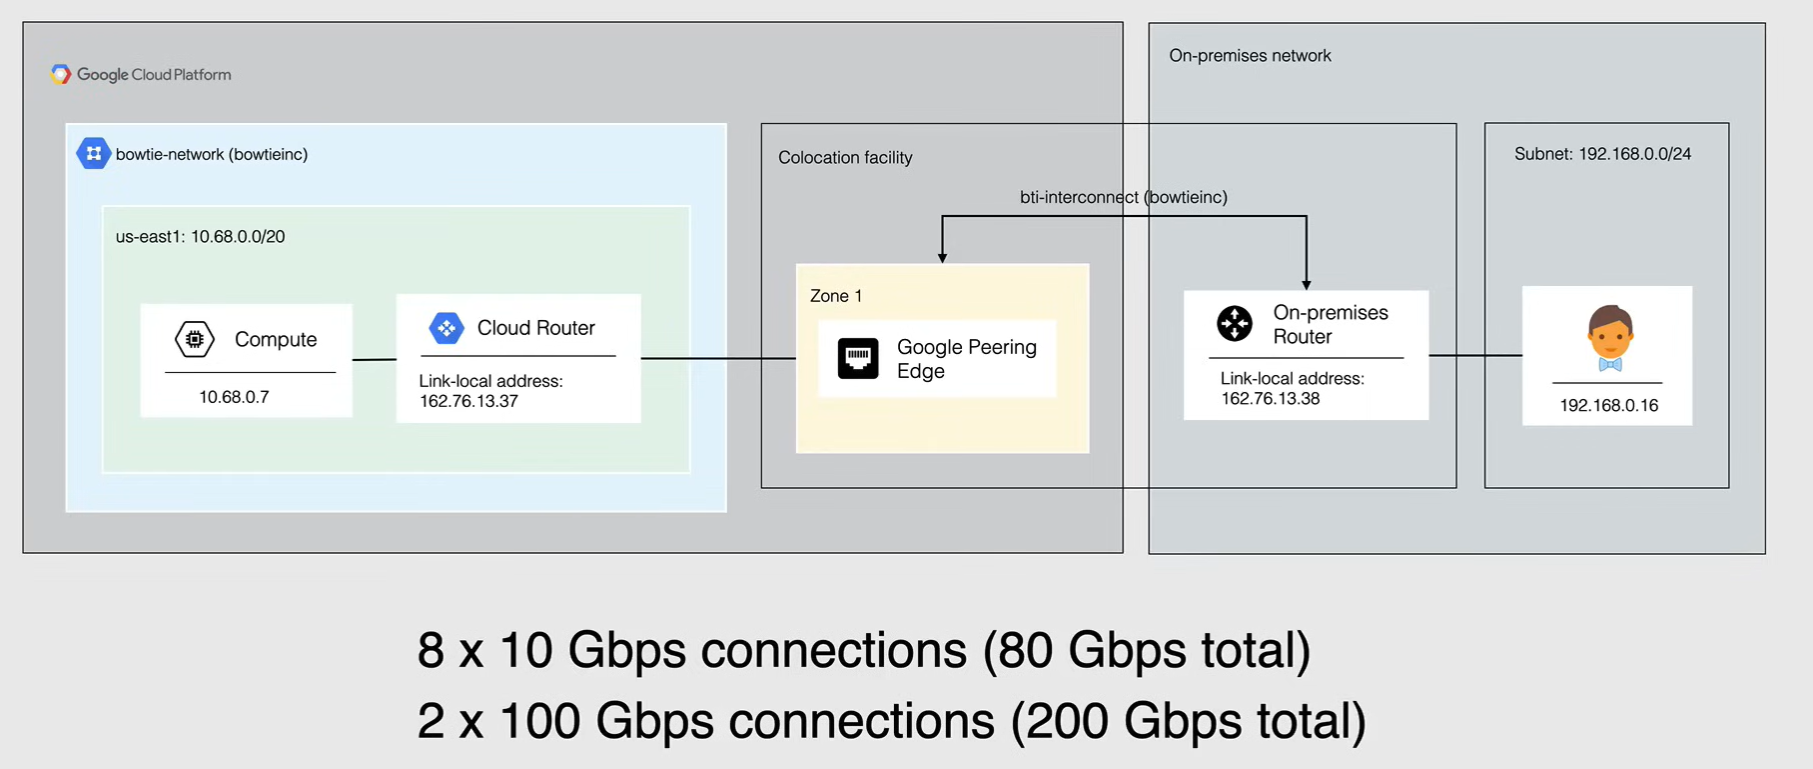 Google Cloud Platform
bowtie-network (bowtieinc)
us-east1: 10.68.0.0/20
Compute
10.68.0.7
Cloud Router
Link-local address:
162.76.13.37
Colocation facility
bti-interconnect (bowtieinc)
Zone 1
Google Peering
Edge
On-premises network
On-premises
Router
Link-local address:
162.76.13.38
Subnet: 192.168.0.0/24
192.168.0.16
8 x 10 Gbps connections (80 Gbps total)
2 x 100 Gbps connections (200 Gbps total)